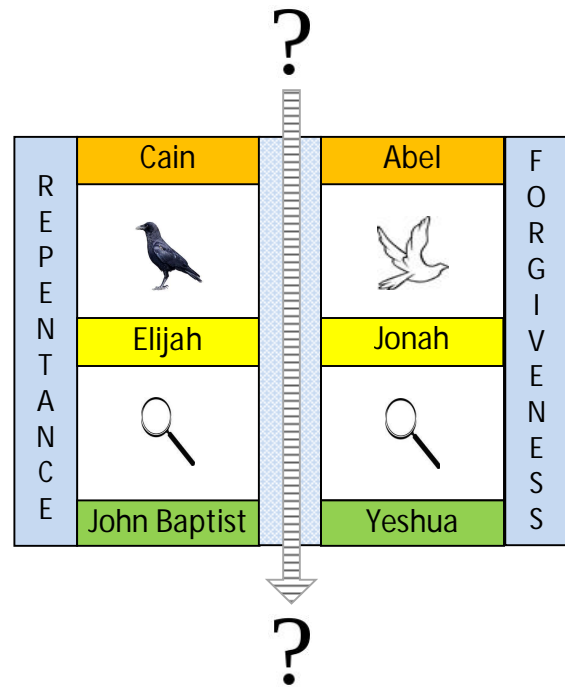 ?
Cain
Abel
REPENTANCE
FORGIVENESS
Elijah
Jonah
John Baptist
Yeshua
?